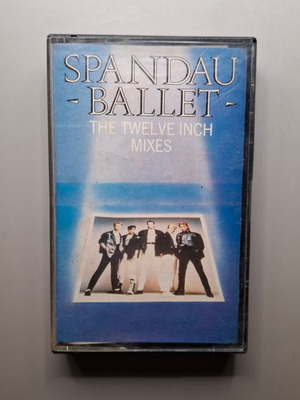 SPANDAU
- BALLET -
THE TWELVE INCH
MIXES